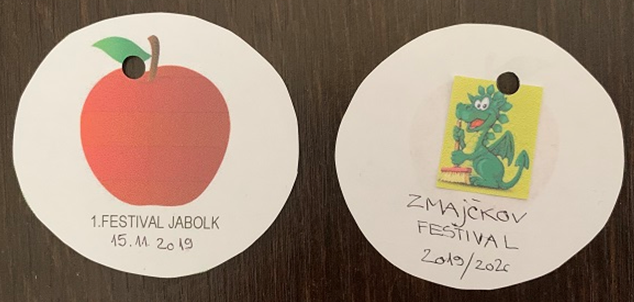 1.FESTIVAL JABOLK
15.11.2019
ZMAJČKOV
FESTIVAL
2019/2020